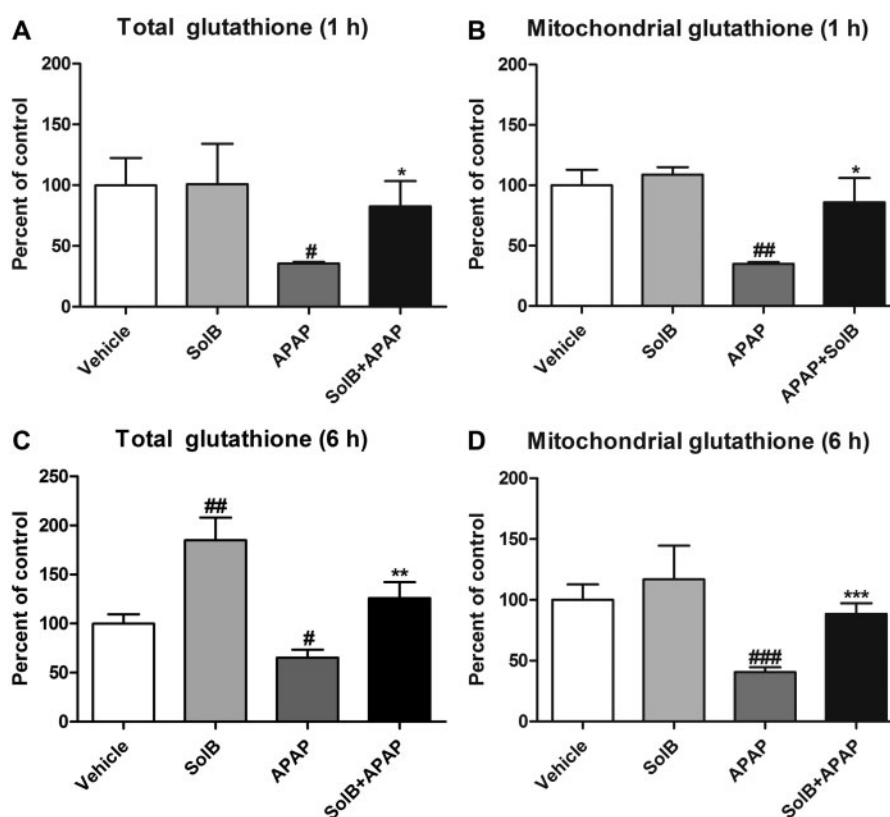 A Total glutathione (1 h)
Percent of control
200
150
100
50
0
#
*
Vehicle
SolB
APAP
SolB+APAP
B Mitochondrial glutathione (1 h)
Percent of control
200
150
100
50
0
##
*
Vehicle
SolB
APAP
APAP+SolB
C Total glutathione (6 h)
Percent of control
250
200
150
100
50
0
##
#
**
Vehicle
SolB
APAP
SolB+APAP
D Mitochondrial glutathione (6 h)
Percent of control
200
150
100
50
0
###
***
Vehicle
SolB
APAP
SolB+APAP